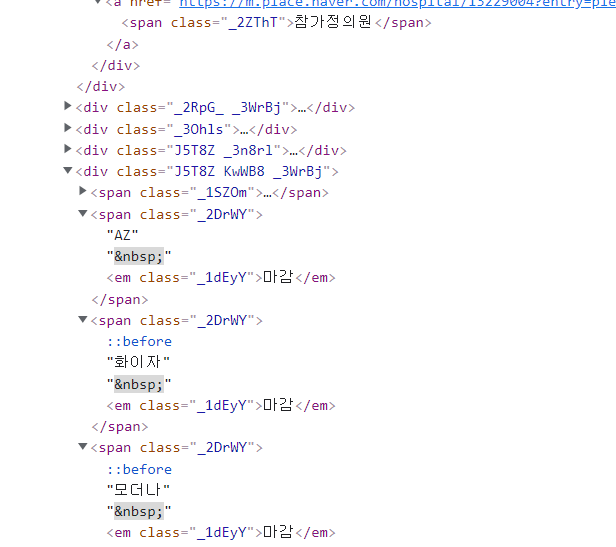 <a href="https://m.place.naver.com/hospital/13229004?entry=ple
<span class="_2ZThT">참가정의원</span>
</a>
</div>
</div>
<div class="_2RpG_ _3WrBj">…</div>
<div class="_3Ohls">…</div>
<div class="J5T8Z _3n8rl">…</div>
<div class="J5T8Z KwWB8 _3WrBj">
<span class="_1SZOm">…</span>
<span class="_2DrWY">
"AZ"
"&nbsp;"
<em class="_1dEyY">마감</em>
</span>
<span class="_2DrWY">
::before
"화이자"
"&nbsp;"
<em class="_1dEyY">마감</em>
</span>
<span class="_2DrWY">
::before
"모더나"
"&nbsp;"
<em class="_1dEyY">마감</em>